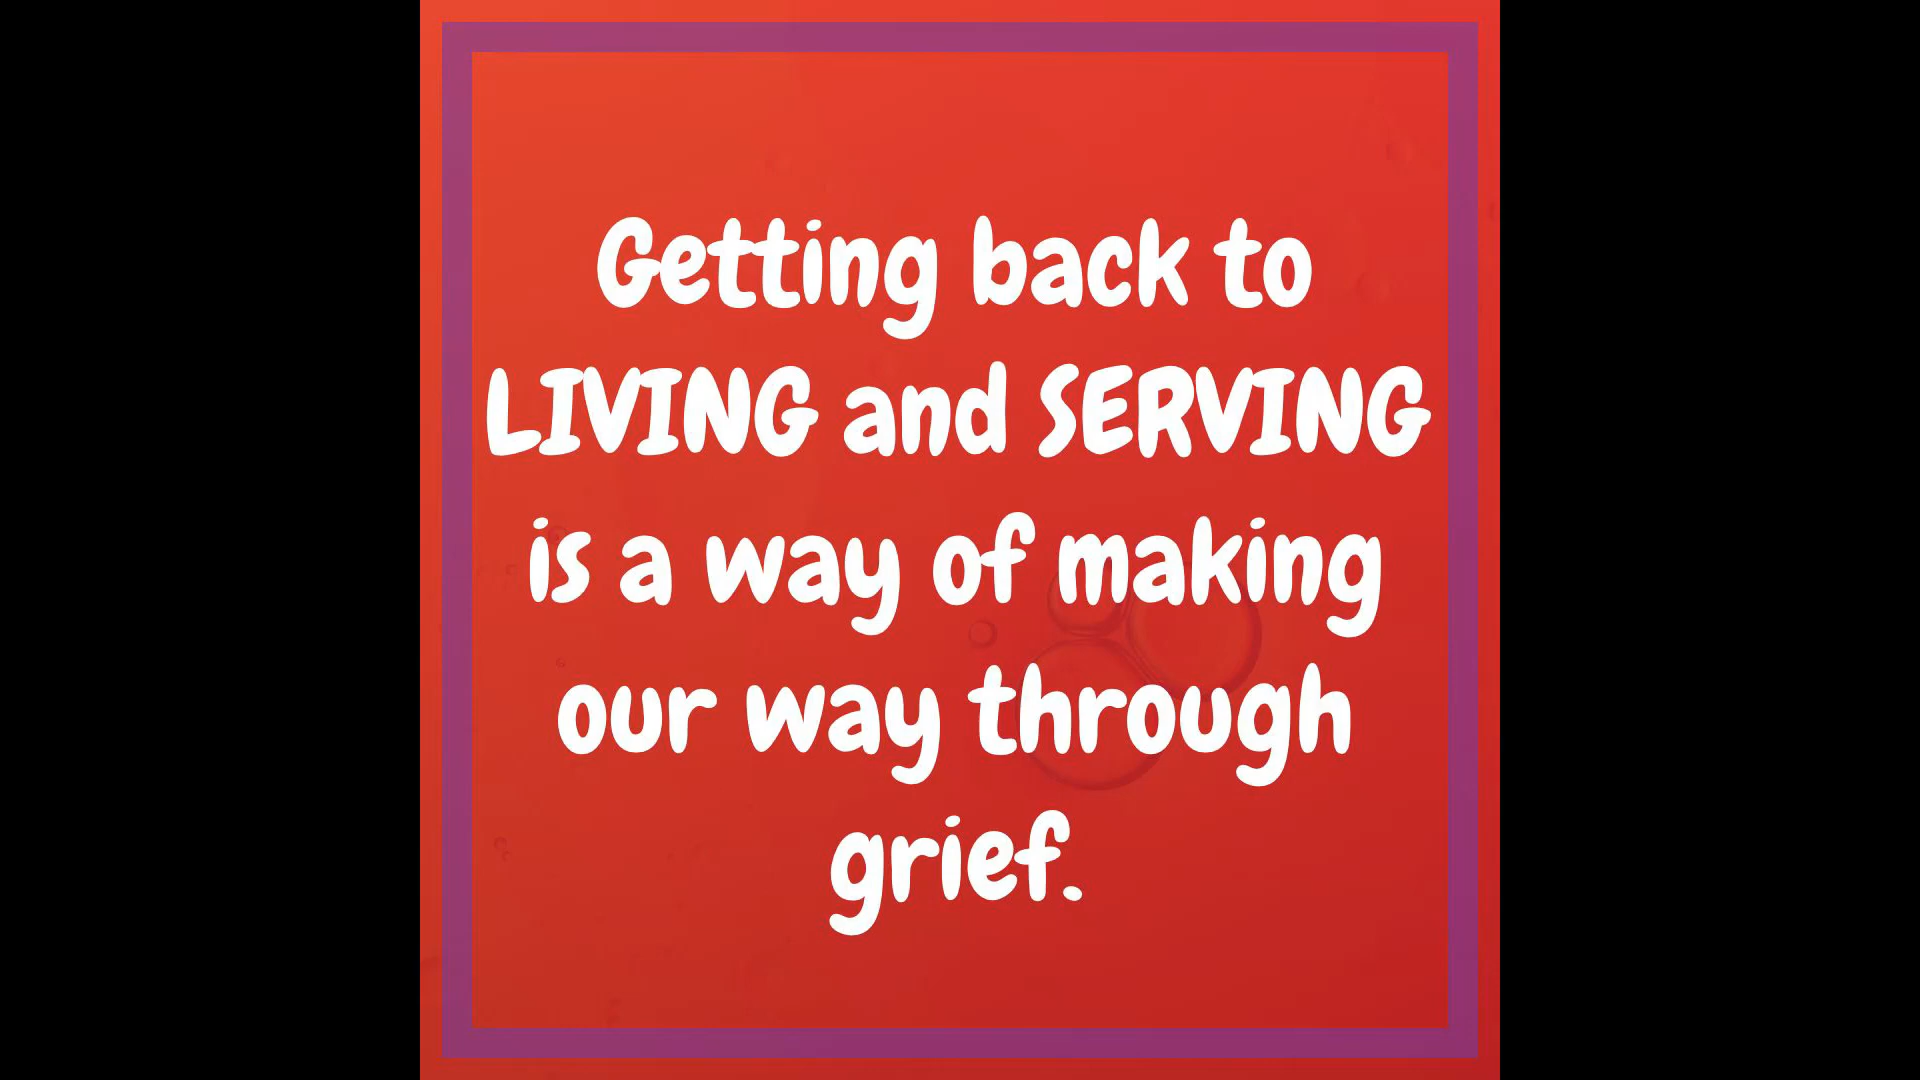 Getting back to
LIVING and SERVING
is a way of making
our way through
grief.